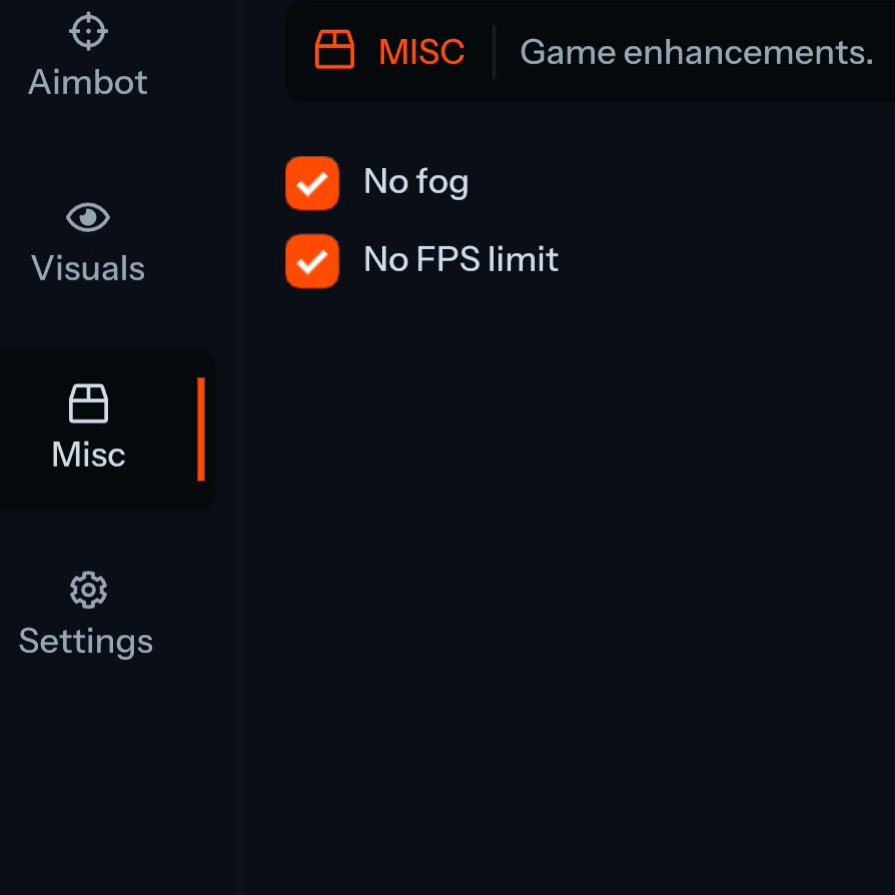 Aimbot
Visuals
Misc
Settings
MISC
Game enhancements.
No fog
No FPS limit